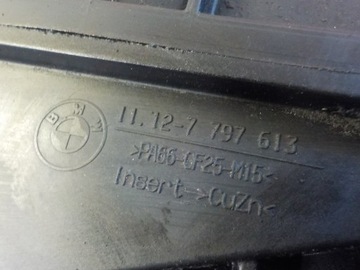 BMW
11.12-7 797 613
>PA66-GF25-M15<
Insert->CuZn<